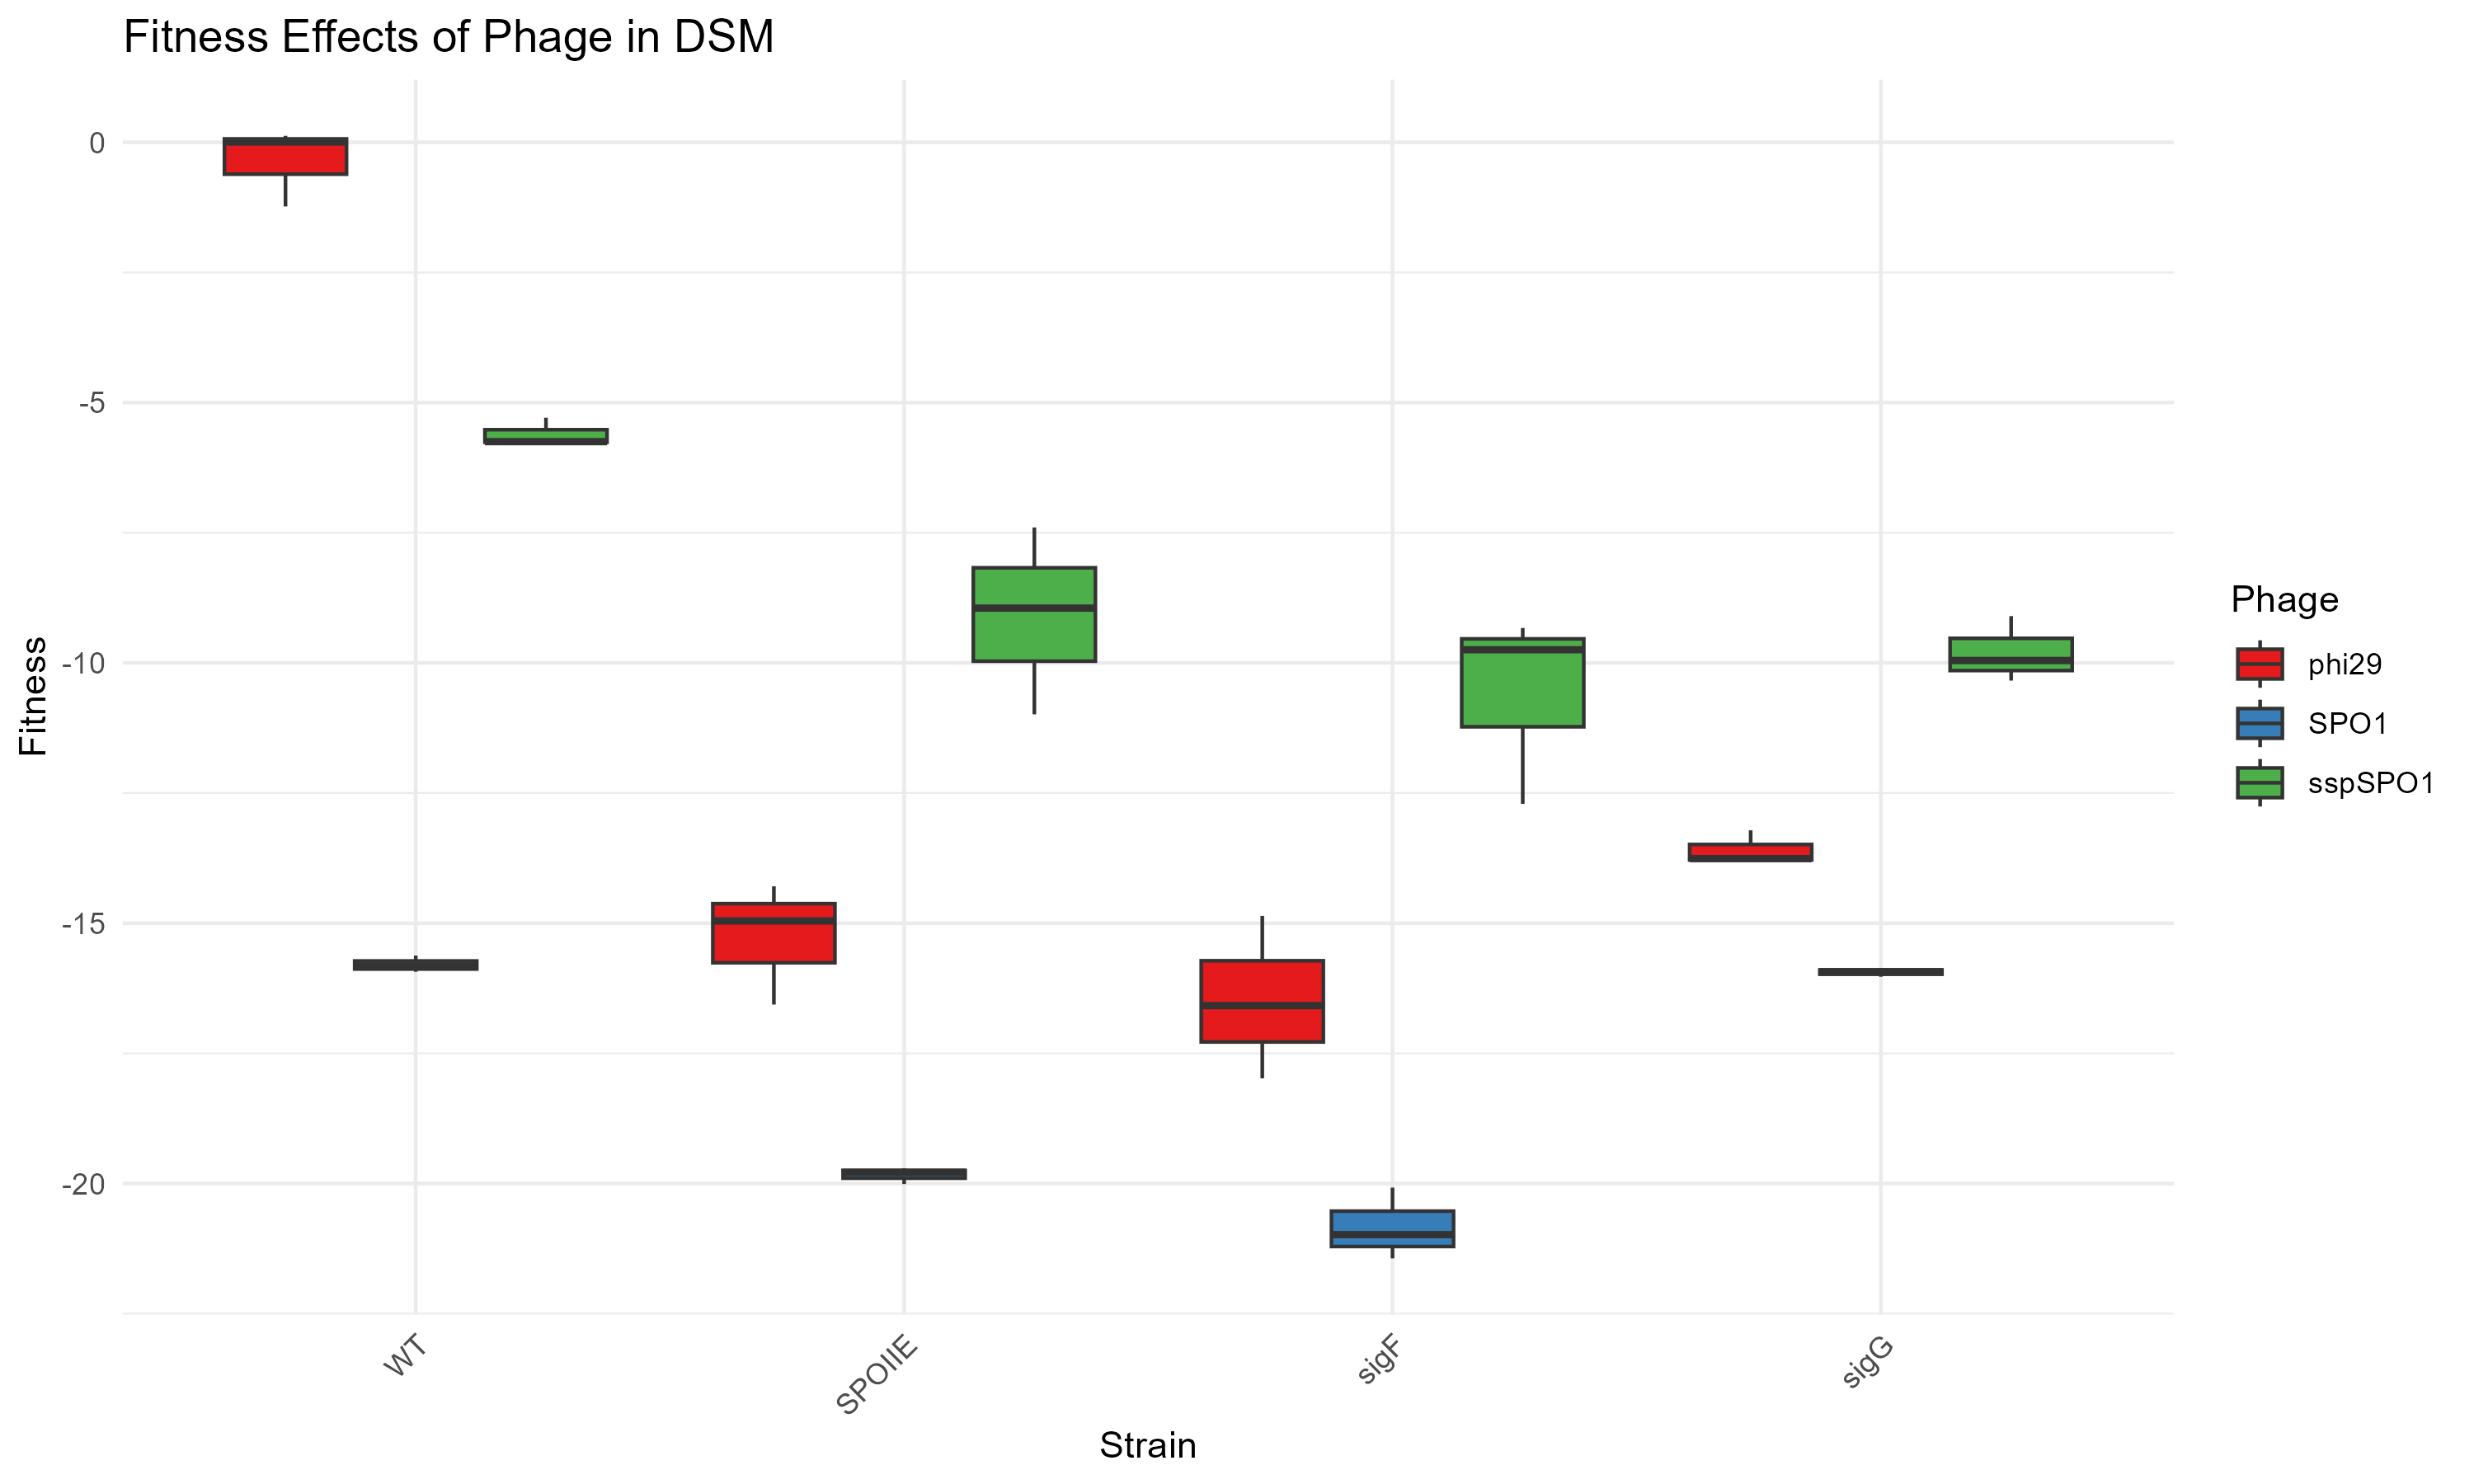 Fitness Effects of Phage in DSM
Fitness
0
-5
-10
-15
-20
WT
SPOIIE
sigF
sigG
Strain
Phage
phi29
SPO1
sspSPO1